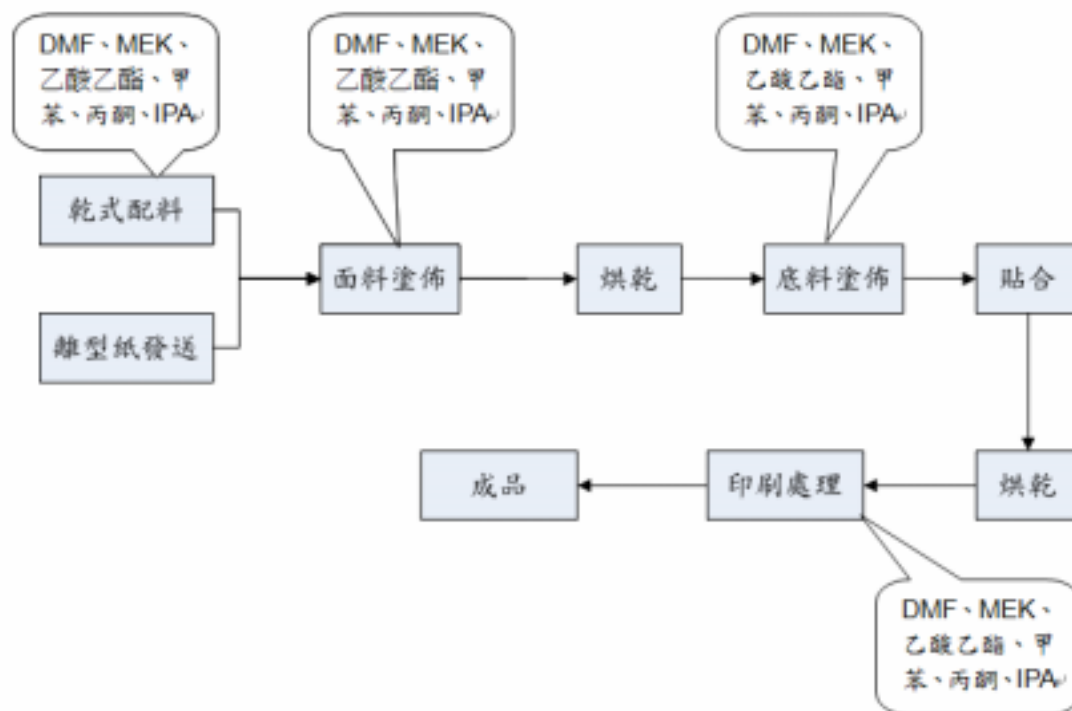 DMF、MEK、
乙酸乙酯、甲
苯、丙酮、IPA
DMF、MEK、
乙酸乙酯、甲
苯、丙酮、IPA
DMF、MEK、
乙酸乙酯、甲
苯、丙酮、IPA
乾式配料
離型紙發送
面料塗佈
烘乾
底料塗佈
貼合
成品
印刷處理
烘乾
DMF、MEK、
乙酸乙酯、甲
苯、丙酮、IPA